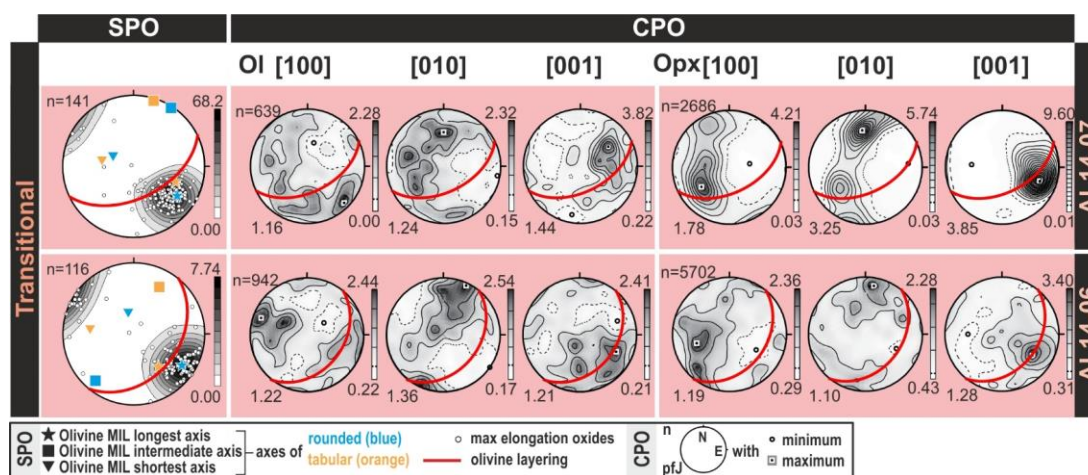 SPO
CPO
Ol [100] [010] [001] Opx[100] [010] [001]
Transitional
n=141 68.2
0.00
n=639 2.28
1.16 0.00
2.32
1.24 0.15
3.82
1.44 0.22
n=2686 4.21
1.78 0.03
5.74
3.25 0.03
9.60
3.85 0.01
n=116 7.74
0.00
n=942 2.44
1.22 0.22
2.54
1.36 0.17
2.41
1.21 0.21
n=5702 2.36
1.19 0.29
2.28
1.10 0.43
3.40
1.28 0.31
SPO
Olivine MIL longest axis
Olivine MIL intermediate axis
Olivine MIL shortest axis
axes of
rounded (blue)
tabular (orange)
max elongation oxides
olivine layering
CPO
n
N
E
pfJ
with
minimum
maximum